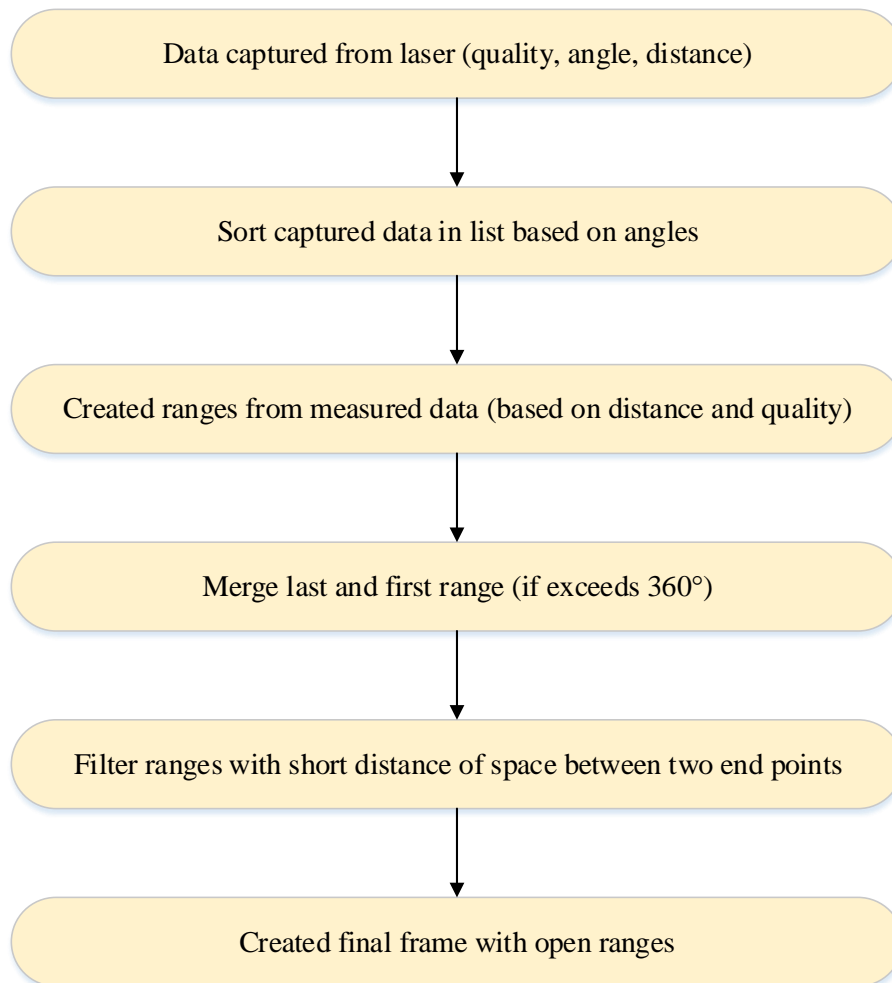 Data captured from laser (quality, angle, distance)
Sort captured data in list based on angles
Created ranges from measured data (based on distance and quality)
Merge last and first range (if exceeds 360°)
Filter ranges with short distance of space between two end points
Created final frame with open ranges